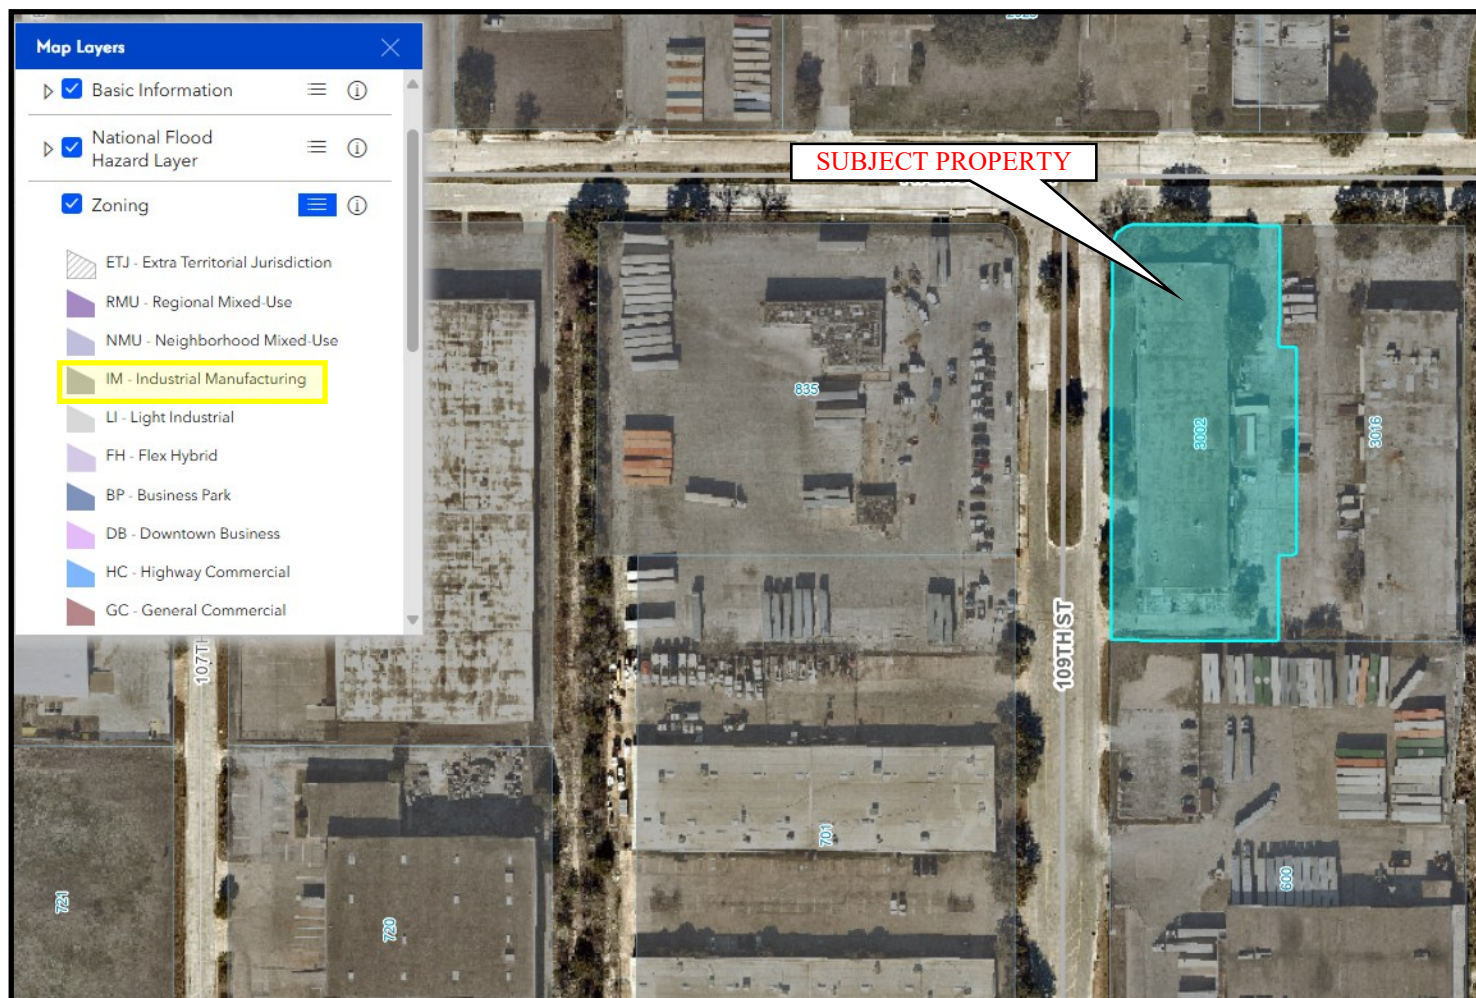 Map Layers
Basic Information
National Flood
Hazard Layer
Zoning
ETJ - Extra Territorial Jurisdiction
RMU - Regional Mixed-Use
NMU - Neighborhood Mixed-Use
IM - Industrial Manufacturing
LI - Light Industrial
FH - Flex Hybrid
BP - Business Park
DB - Downtown Business
HC - Highway Commercial
GC - General Commercial
SUBJECT PROPERTY
835
3002
3016
109TH ST
107TH
701
721
720
600